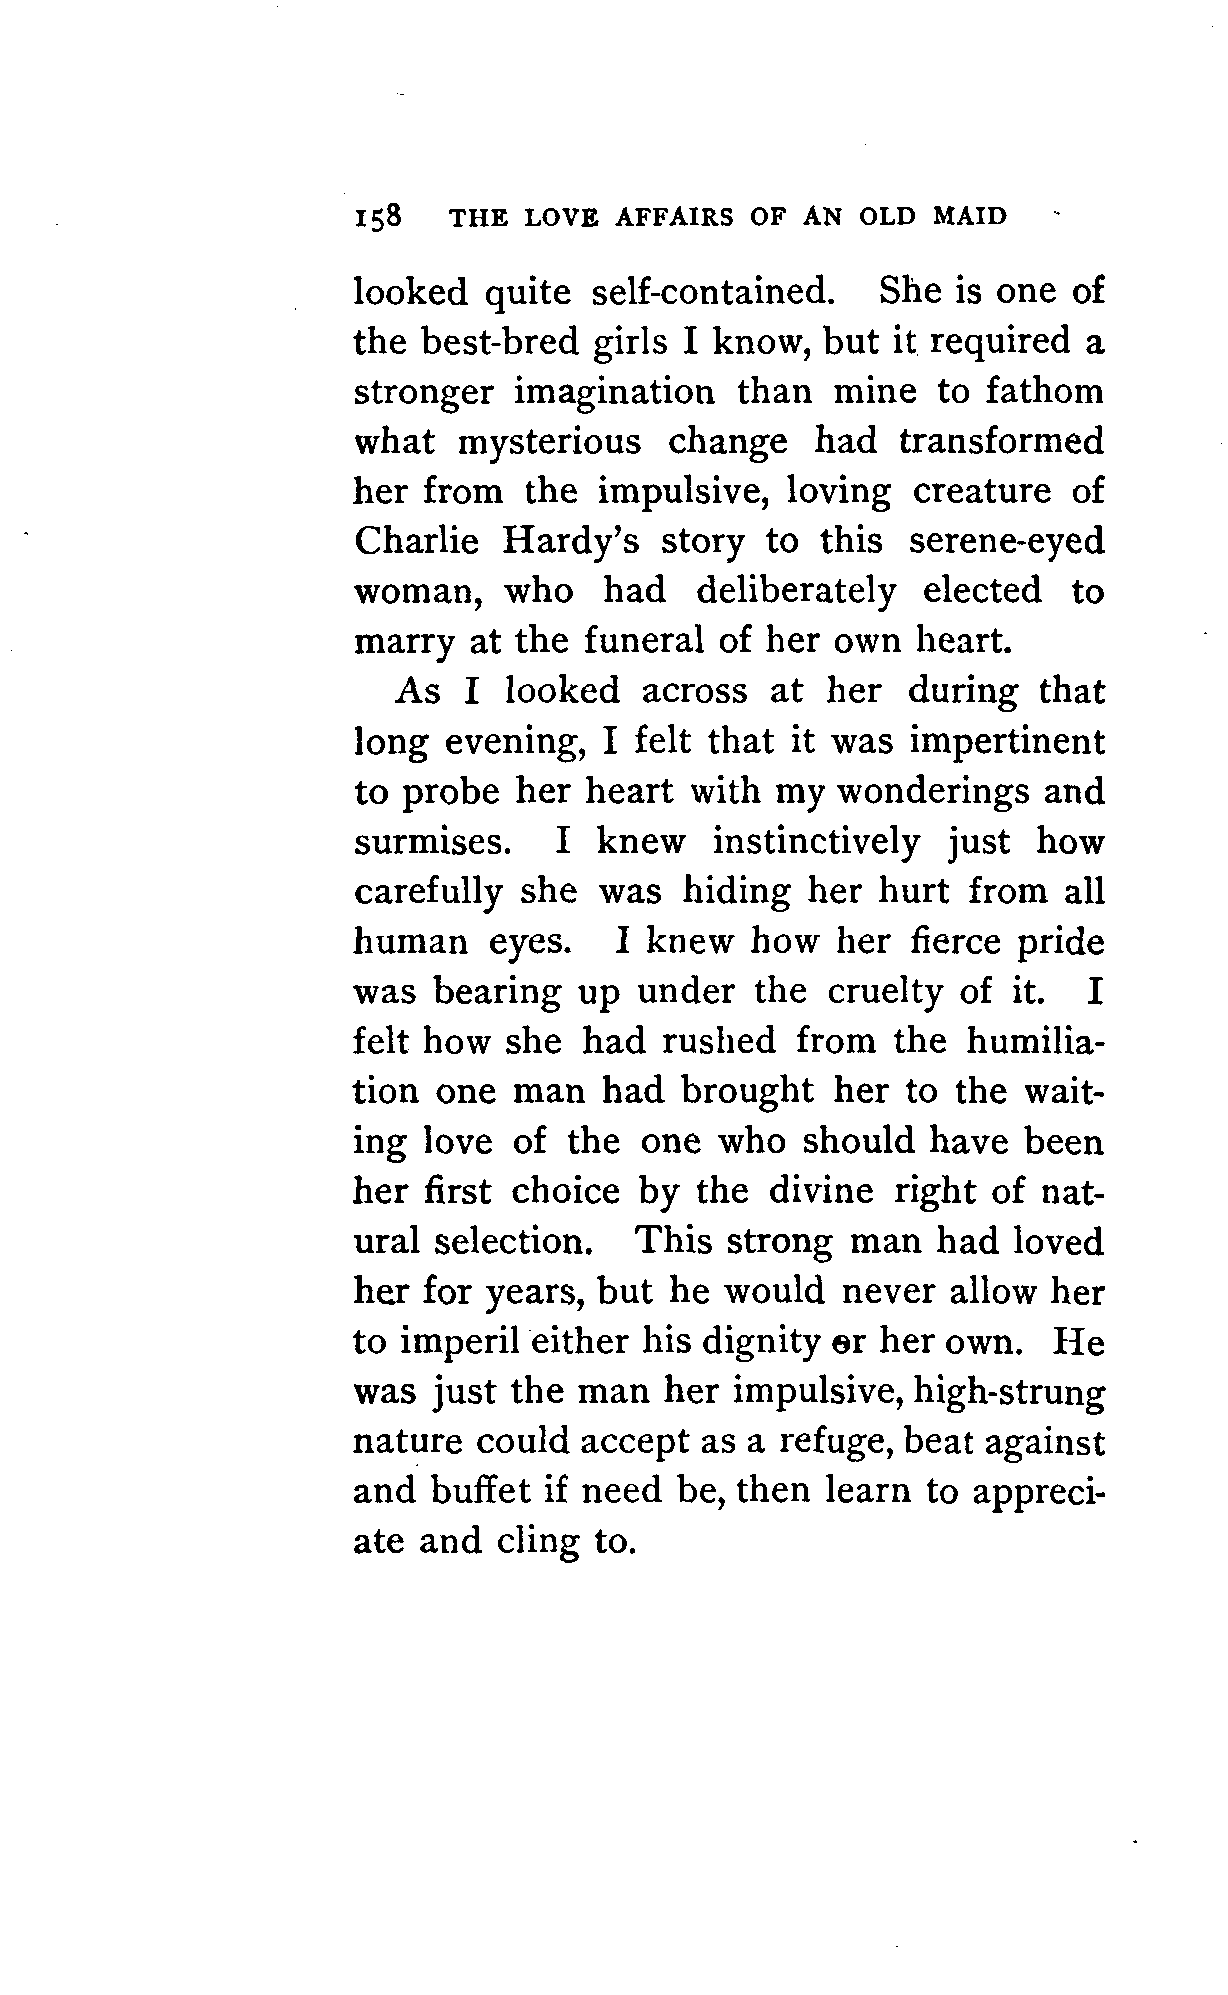 158 THE LOVE AFFAIRS OF AN OLD MAID
looked quite self-contained. She is one of
the best-bred girls I know, but it required a
stronger imagination than mine to fathom
what mysterious change had transformed
her from the impulsive, loving creature of
Charlie Hardy's story to this serene-eyed
woman, who had deliberately elected to
marry at the funeral of her own heart.
As I looked across at her during that
long evening, I felt that it was impertinent
to probe her heart with my wonderings and
surmises. I knew instinctively just how
carefully she was hiding her hurt from all
human eyes. I knew how her fierce pride
was bearing up under the cruelty of it. I
felt how she had rushed from the humilia-
tion one man had brought her to the wait-
ing love of the one who should have been
her first choice by the divine right of nat-
ural selection. This strong man had loved
her for years, but he would never allow her
to imperil either his dignity or her own. He
was just the man her impulsive, high-strung
nature could accept as a refuge, beat against
and buffet if need be, then learn to appreci-
ate and cling to.